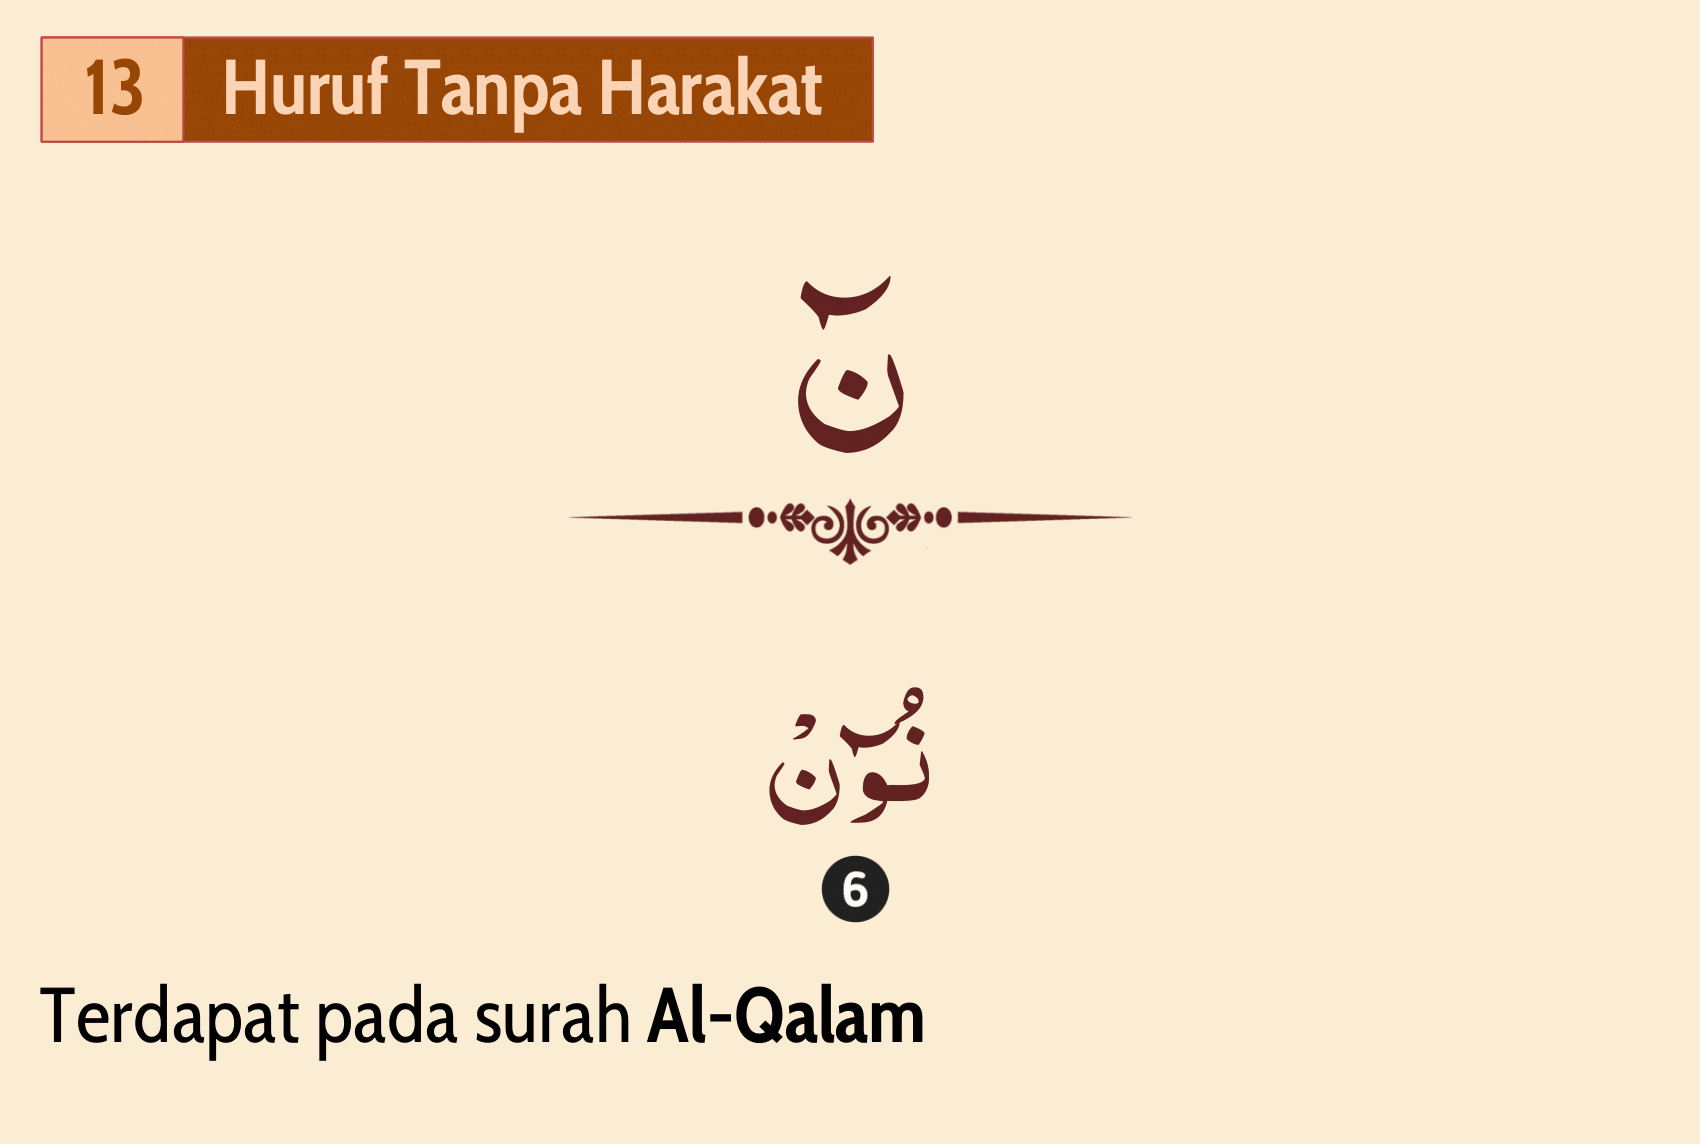 13 Huruf Tanpa Harakat
نٓ
نُوٓنْ
6
Terdapat pada surah Al-Qalam